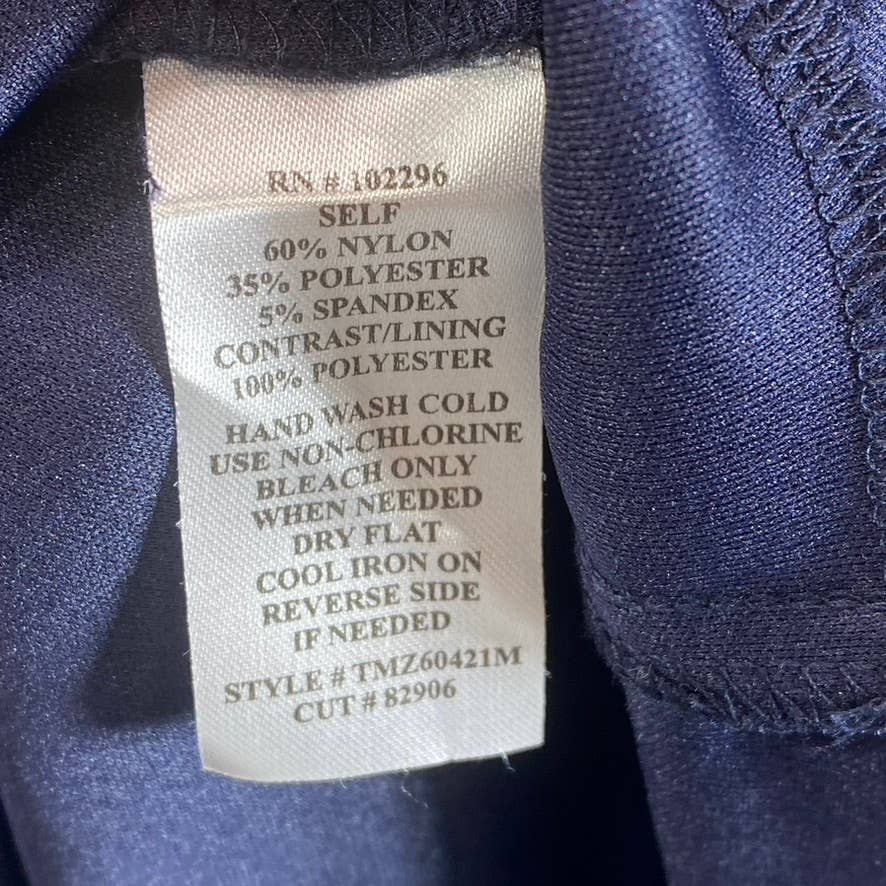 RN # 102296
SELF
60% NYLON
35% POLYESTER
5% SPANDEX
CONTRAST/LINING
100% POLYESTER
HAND WASH COLD
USE NON-CHLORINE
BLEACH ONLY
WHEN NEEDED
DRY FLAT
COOL IRON ON
REVERSE SIDE
IF NEEDED
STYLE # TMZ60421M
CUT # 82906